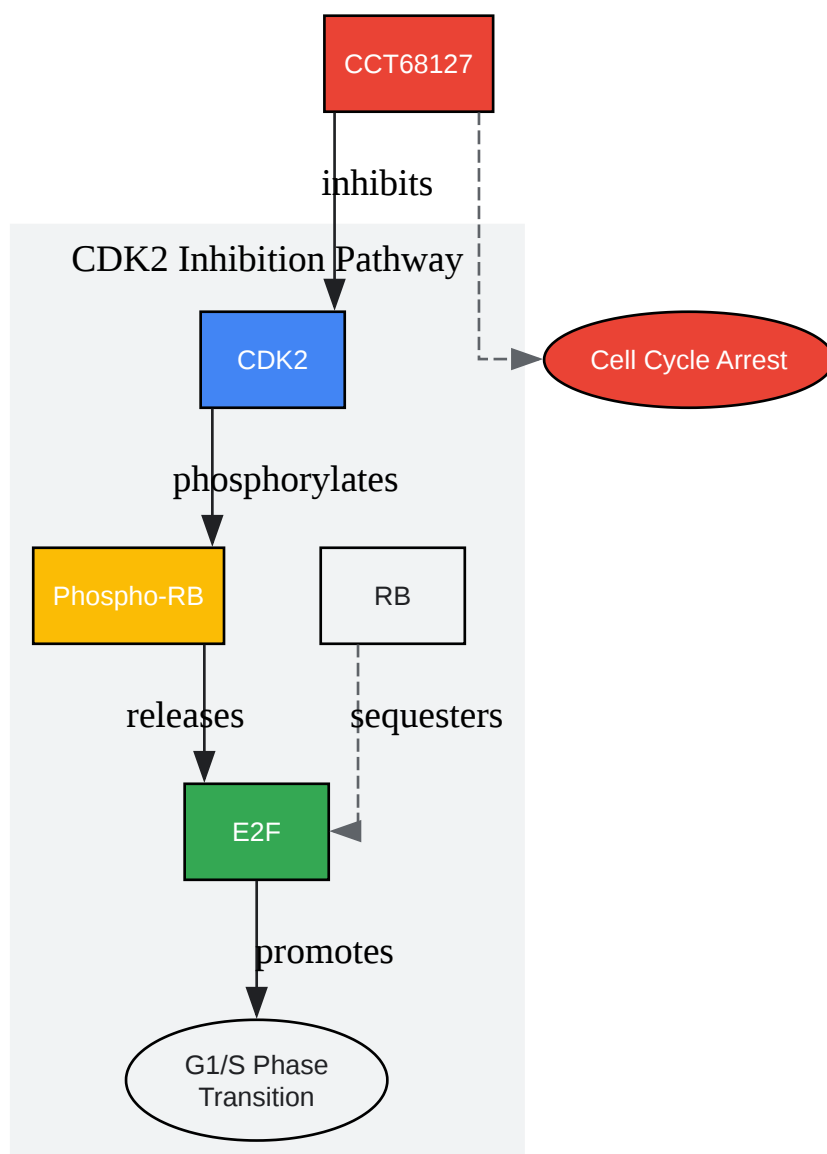 CCT68127
inhibits
CDK2 Inhibition Pathway
CDK2
Cell Cycle Arrest
phosphorylates
Phospho-RB
RB
releases
sequesters
E2F
promotes
G1/S Phase
Transition